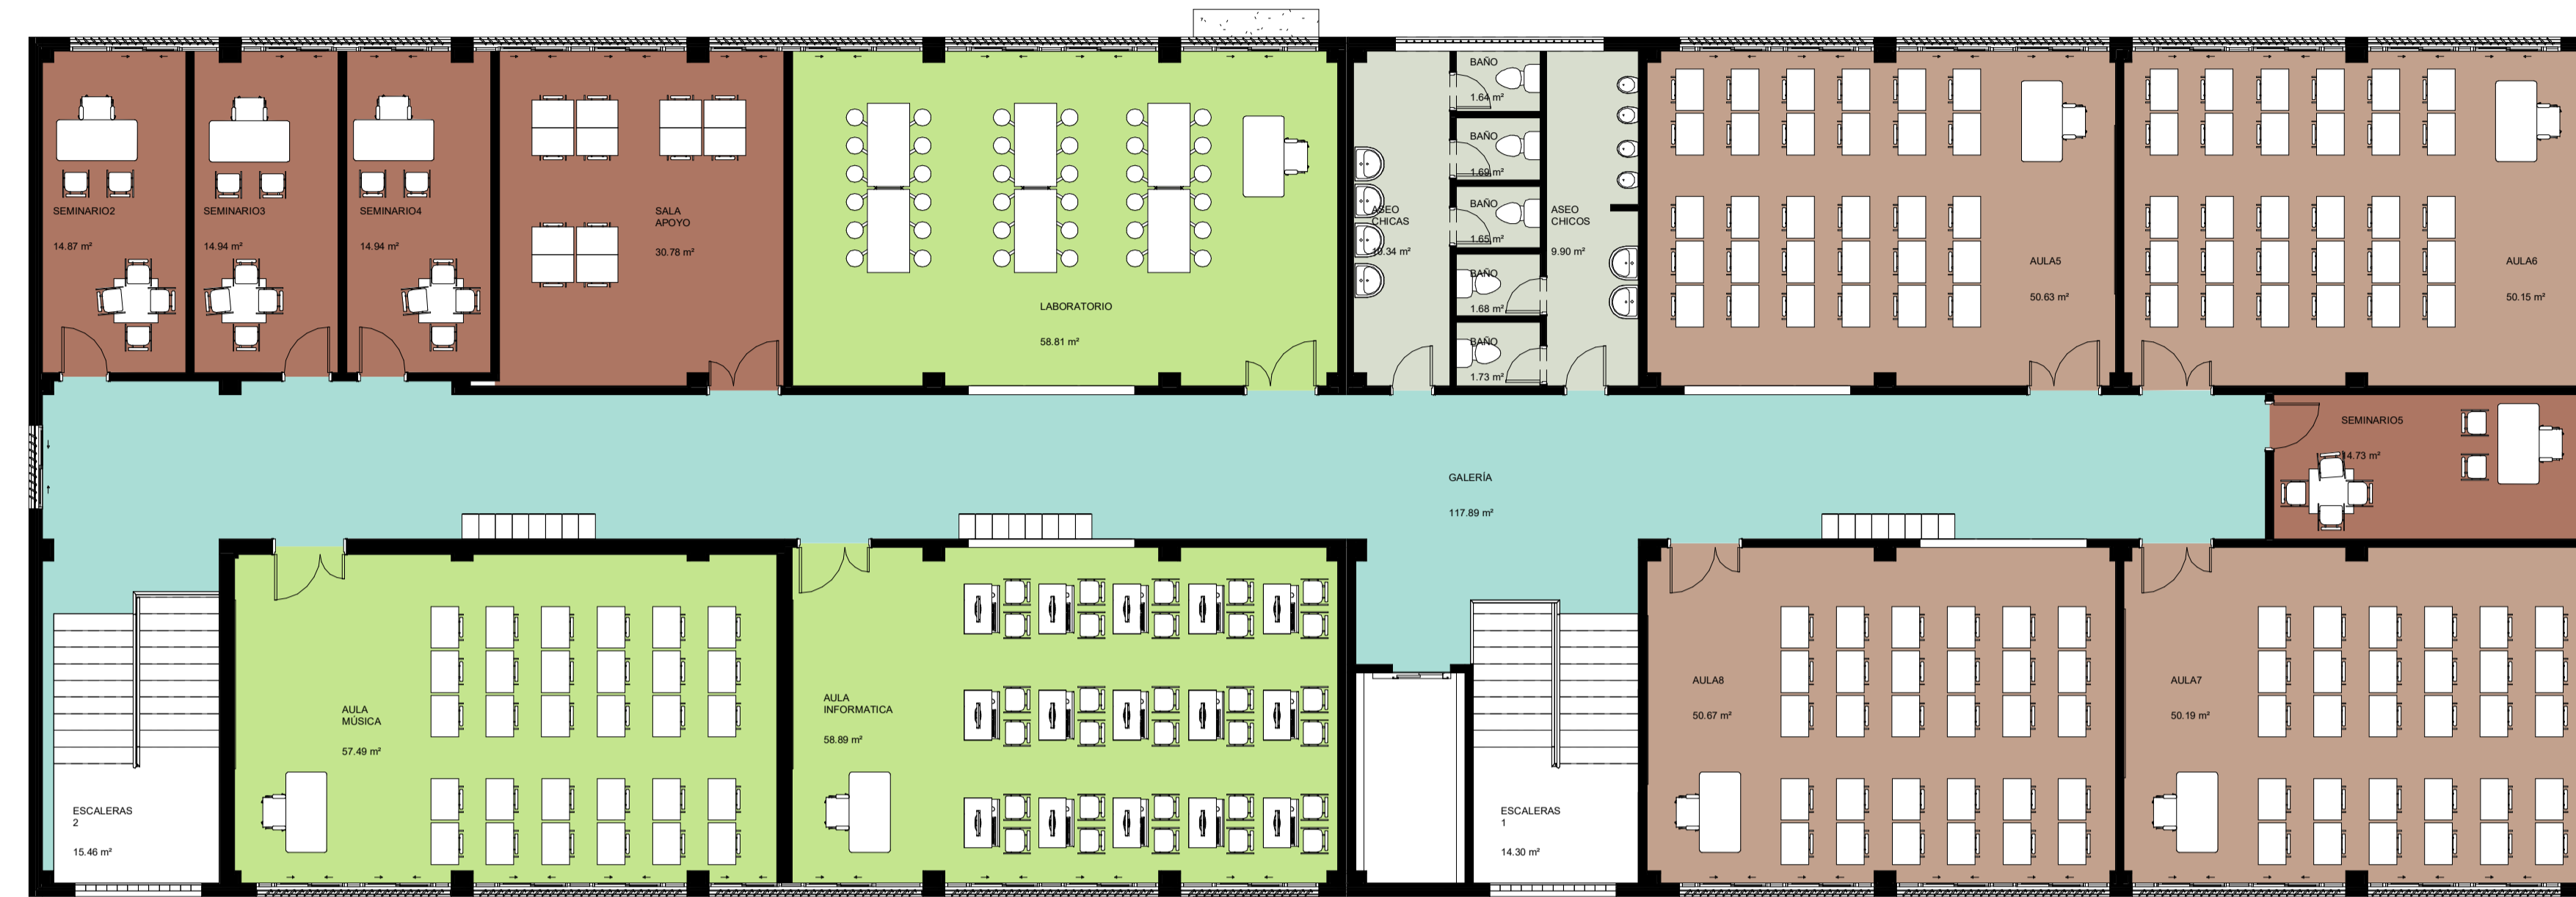 SEMINARIO2
14.87 m²
SEMINARIO3
14.94 m²
SEMINARIO4
14.94 m²
SALA
APOYO
30.78 m²
LABORATORIO
58.81 m²
ASEO
CHICAS
10.34 m²
BAÑO
1.64 m²
BAÑO
1.69 m²
BAÑO
1.65 m²
BAÑO
1.68 m²
BAÑO
1.73 m²
ASEO
CHICOS
9.90 m²
AULA5
50.63 m²
AULA6
50.15 m²
SEMINARIO5
14.73 m²
GALERÍA
117.89 m²
ESCALERAS
2
15.46 m²
AULA
MÚSICA
57.49 m²
AULA
INFORMATICA
58.89 m²
ESCALERAS
1
14.30 m²
AULA8
50.67 m²
AULA7
50.19 m²